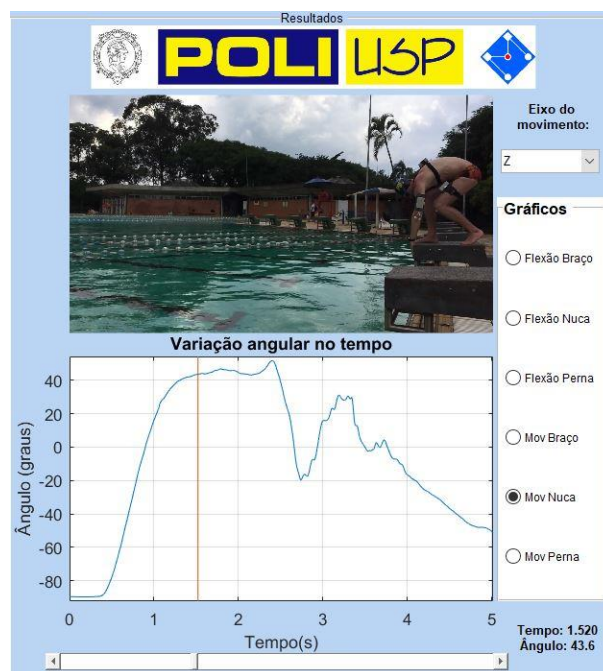 Resultados
POLI USP
Eixo do
movimento:
Z
Gráficos
Flexão Braço
Flexão Nuca
Flexão Perna
Mov Braço
Mov Nuca
Mov Perna
Variação angular no tempo
Ângulo (graus)
40
20
0
-20
-40
-60
-80
0 1 2 3 4 5
Tempo(s)
Tempo: 1.520
Ângulo: 43.6